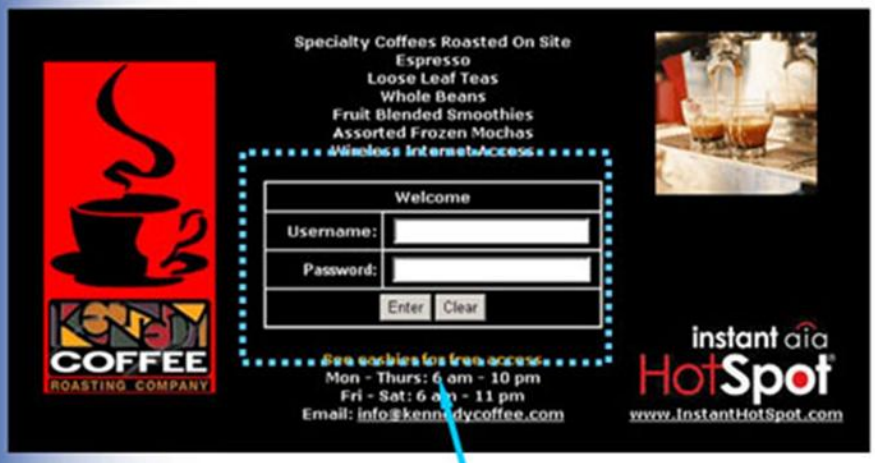 Specialty Coffees Roasted On Site
Espresso
Loose Leaf Teas
Whole Beans
Fruit Blended Smoothies
Assorted Frozen Mochas
Wireless Internet Access
Welcome
Username:
Password:
Enter Clear
KENNEDY
COFFEE
ROASTING COMPANY
See cashier for free access
Mon - Thurs: 6 am - 10 pm
Fri - Sat: 6 am - 11 pm
Email: info@kennedycoffee.com
instant aia
HotSpot
www.InstantHotSpot.com